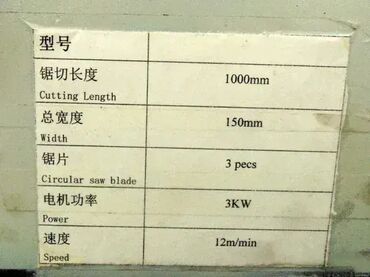 型号
锯切长度
Cutting Length
1000mm
总宽度
Width
150mm
锯片
Circular saw blade
3 pecs
电机功率
Power
3KW
速度
Speed
12m/min